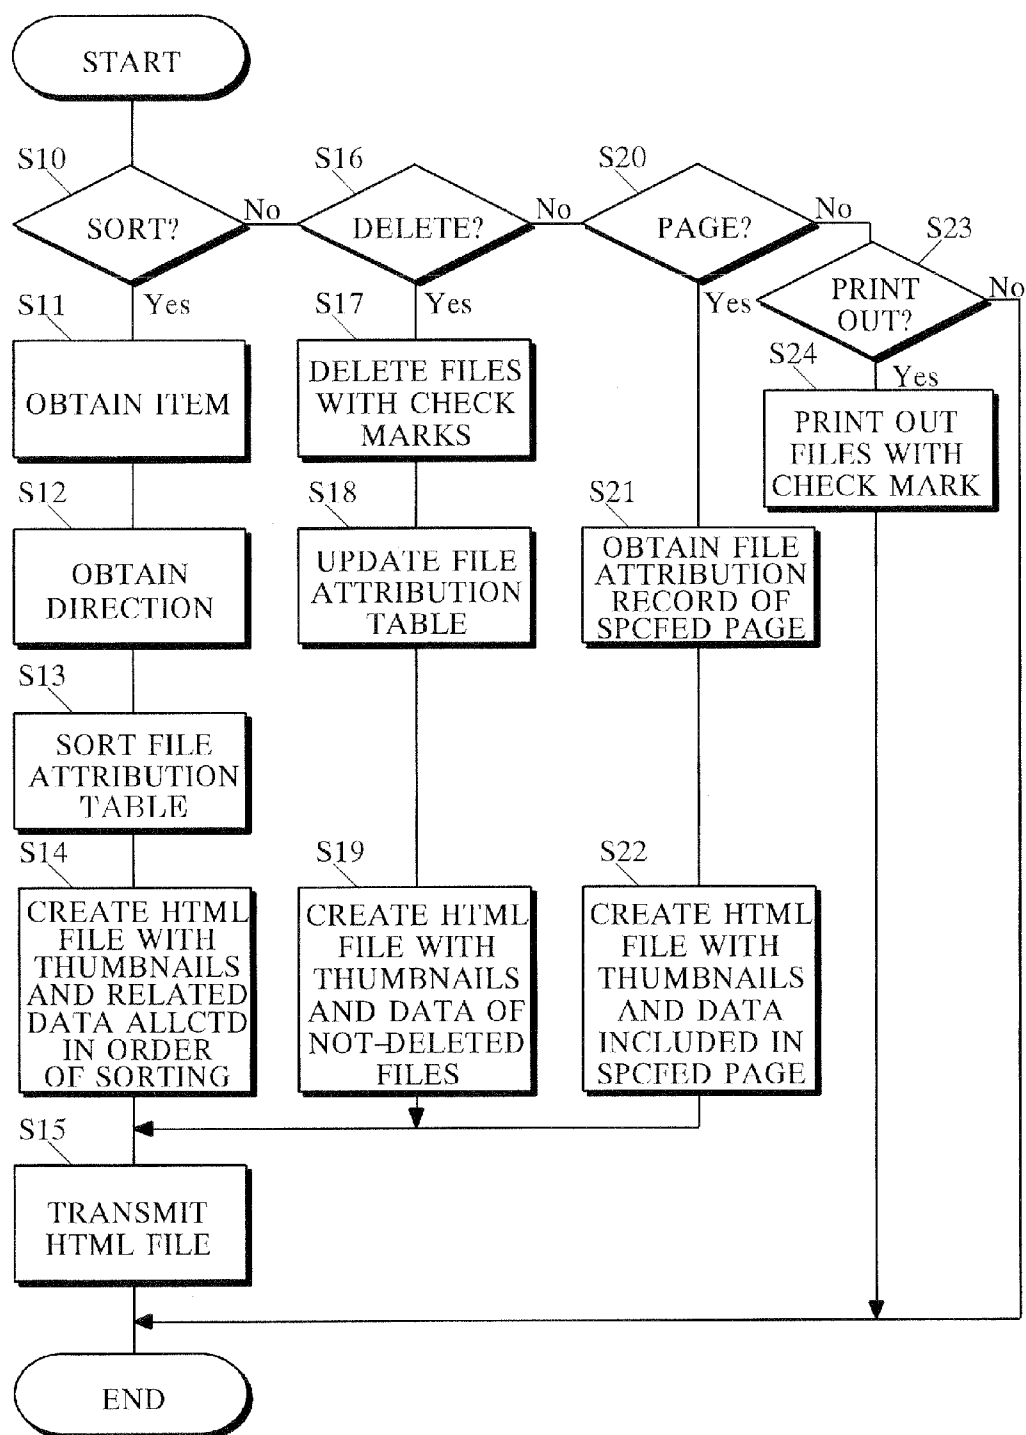 START
S10
SORT?
No
Yes
S16
DELETE?
No
Yes
S20
PAGE?
No
Yes
S23
PRINT
OUT?
No
Yes
S11
OBTAIN ITEM
S12
OBTAIN
DIRECTION
S13
SORT FILE
ATTRIBUTION
TABLE
S14
CREATE HTML
FILE WITH
THUMBNAILS
AND RELATED
DATA ALLCTD
IN ORDER
OF SORTING
S17
DELETE FILES
WITH CHECK
MARKS
S18
UPDATE FILE
ATTRIBUTION
TABLE
S19
CREATE HTML
FILE WITH
THUMBNAILS
AND DATA OF
NOT-DELETED
FILES
S21
OBTAIN FILE
ATTRIBUTION
RECORD OF
SPCFED PAGE
S22
CREATE HTML
FILE WITH
THUMBNAILS
AND DATA
INCLUDED IN
SPCFED PAGE
S24
PRINT OUT
FILES WITH
CHECK MARK
S15
TRANSMIT
HTML FILE
END